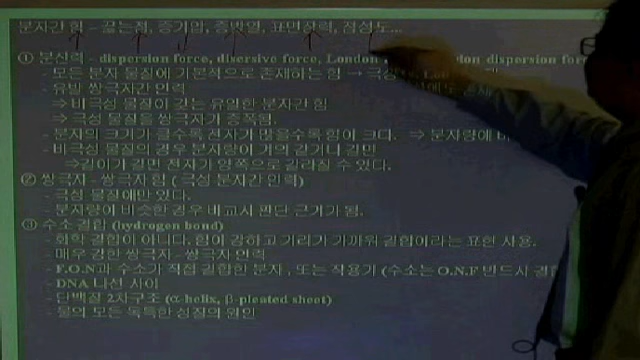 분자간 힘 - 끓는점, 증기압, 증발열, 표면장력, 점성도...
① 분산력 - dispersion force, disersive force, London dispersion for
- 모든 분자 물질에 기본적으로 존재하는 힘 → 극성
- 유발 쌍극자간 인력
⇒ 비극성 물질이 갖는 유일한 분자간 힘
⇒ 극성 물질은 쌍극자가 증폭함.
- 분자의 크기가 클수록 전자가 많을수록 힘이 크다. ⇒ 분자량에 비
- 비극성 물질의 경우 분자량이 거의 같거나 길면
⇒길이가 길면 전자가 양쪽으로 갈라질 수 있다.
② 쌍극자 - 쌍극자 힘 ( 극성 분자간 인력)
- 극성 물질에만 있다.
- 분자량이 비슷한 경우 비교시 판단 근거가 됨.
③ 수소 결합 (hydrogen bond)
- 화학 결합이 아니다. 힘이 강하고 거리가 가까워 결합이라는 표현 사용.
- 매우 강한 쌍극자 - 쌍극자 인력
- F.O.N과 수소가 직접 결합한 분자 , 또는 작용기 (수소는 O.N.F 반드시 결합
- DNA 나선 사이
- 단백질 2차구조 (α-helix, β-pleated sheet)
- 물의 모든 독특한 성질의 원인